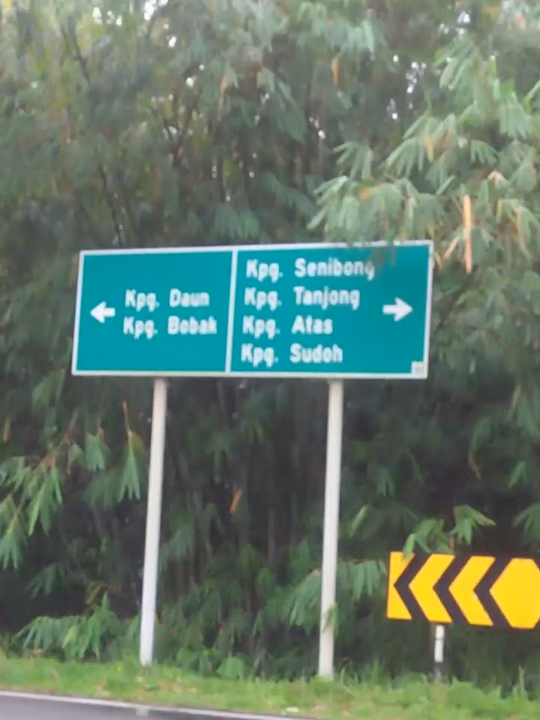 Kpg. Daun
Kpg. Bobak
Kpg. Senibong
Kpg. Tanjong
Kpg. Atas
Kpg. Sudoh